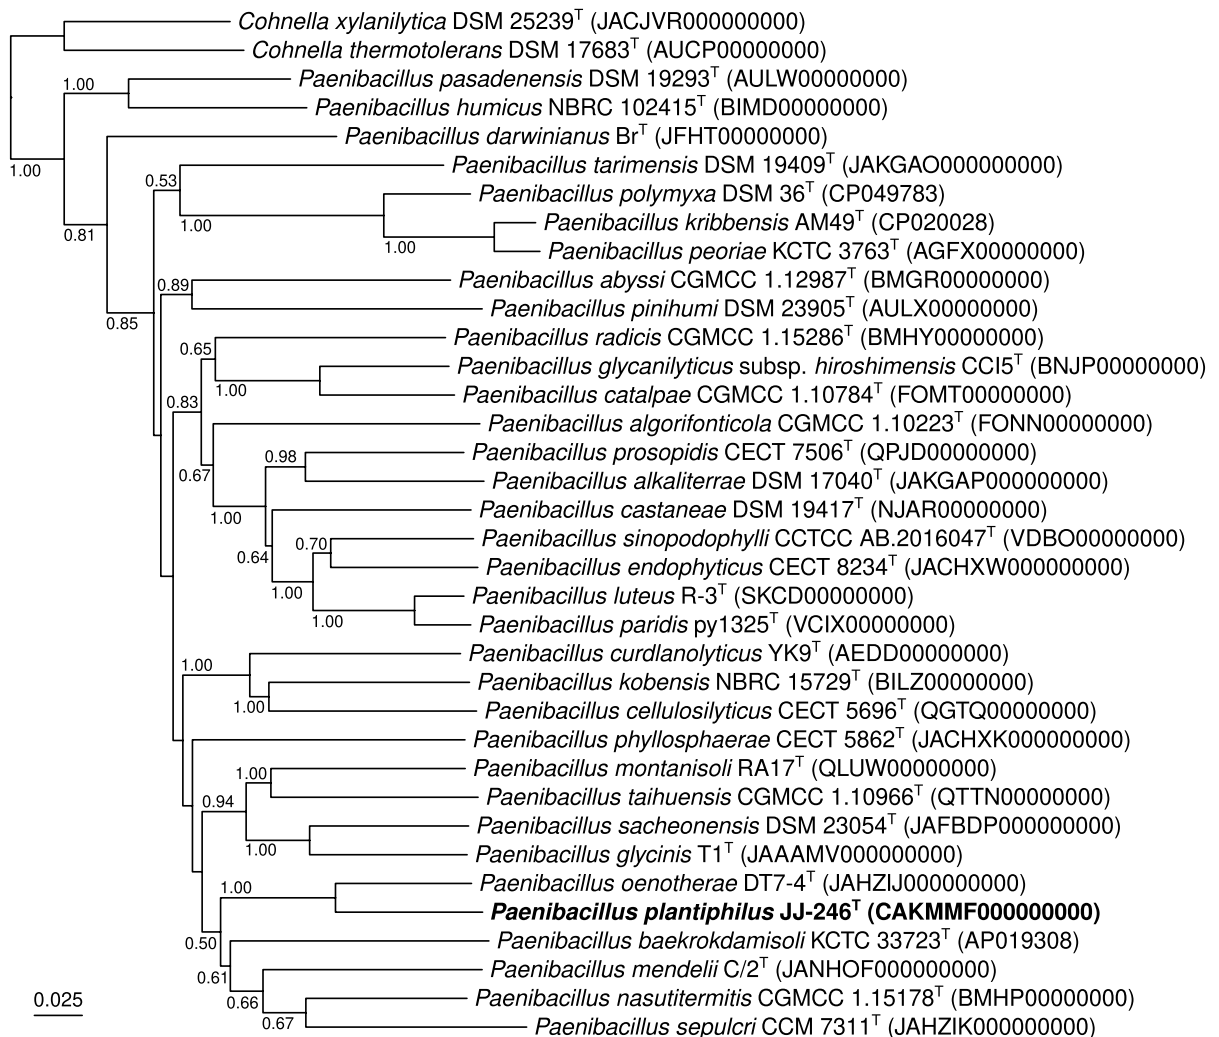 Cohnella xylanilytica DSM 25239T (JACJVR000000000)
Cohnella thermotolerans DSM 17683T (AUCP00000000)
1.00
Paenibacillus pasadenensis DSM 19293T (AULW00000000)
Paenibacillus humicus NBRC 102415T (BIMD00000000)
Paenibacillus darwinianus BrT (JFHT00000000)
1.00
Paenibacillus tarimensis DSM 19409T (JAKGAO000000000)
0.53
Paenibacillus polymyxa DSM 36T (CP049783)
1.00
Paenibacillus kribbensis AM49T (CP020028)
0.81
1.00
Paenibacillus peoriae KCTC 3763T (AGFX00000000)
0.89
Paenibacillus abyssi CGMCC 1.12987T (BMGR00000000)
Paenibacillus pinihumi DSM 23905T (AULX00000000)
0.85
Paenibacillus radicis CGMCC 1.15286T (BMHY00000000)
0.65
Paenibacillus glycanilyticus subsp. hiroshimensis CCI5T (BNJP00000000)
1.00
Paenibacillus catalpae CGMCC 1.10784T (FOMT00000000)
0.83
Paenibacillus algorifonticola CGMCC 1.10223T (FONN00000000)
0.98
Paenibacillus prosopidis CECT 7506T (QPJD00000000)
0.67
Paenibacillus alkaliterrae DSM 17040T (JAKGAP000000000)
1.00
Paenibacillus castaneae DSM 19417T (NJAR00000000)
0.70
Paenibacillus sinopodophylli CCTCC AB.2016047T (VDBO00000000)
0.64
Paenibacillus endophyticus CECT 8234T (JACHXW000000000)
1.00
Paenibacillus luteus R-3T (SKCD00000000)
1.00
Paenibacillus paridis py1325T (VCIX00000000)
Paenibacillus curdlanolyticus YK9T (AEDD00000000)
1.00
Paenibacillus kobensis NBRC 15729T (BILZ00000000)
1.00
Paenibacillus cellulosilyticus CECT 5696T (QGTQ00000000)
Paenibacillus phyllosphaerae CECT 5862T (JACHXK000000000)
1.00
Paenibacillus montanisoli RA17T (QLUW00000000)
0.94
Paenibacillus taihuensis CGMCC 1.10966T (QTTN00000000)
Paenibacillus sacheonensis DSM 23054T (JAFBDP000000000)
1.00
Paenibacillus glycinis T1T (JAAAMV000000000)
1.00
Paenibacillus oenotherae DT7-4T (JAHZIJ000000000)
Paenibacillus plantiphilus JJ-246T (CAKMMF000000000)
0.50
Paenibacillus baekrokdamisoli KCTC 33723T (AP019308)
0.61
Paenibacillus mendelii C/2T (JANHOF000000000)
0.025
0.66
Paenibacillus nasutitermitis CGMCC 1.15178T (BMHP00000000)
0.67
Paenibacillus sepulcri CCM 7311T (JAHZIK000000000)